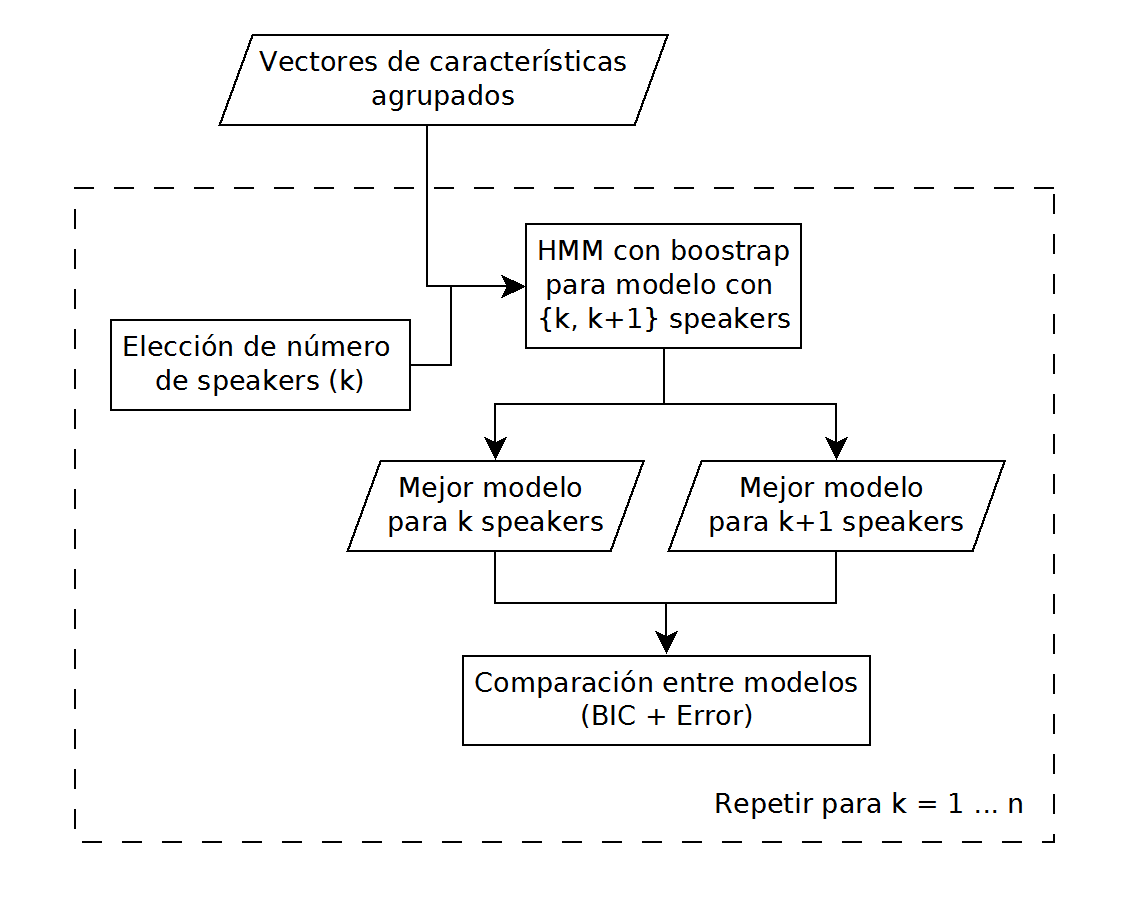 Vectores de características
agrupados
HMM con boostrap
para modelo con
{k, k+1} speakers
Elección de número
de speakers (k)
Mejor modelo
para k speakers
Mejor modelo
para k+1 speakers
Comparación entre modelos
(BIC + Error)
Repetir para k = 1 ... n